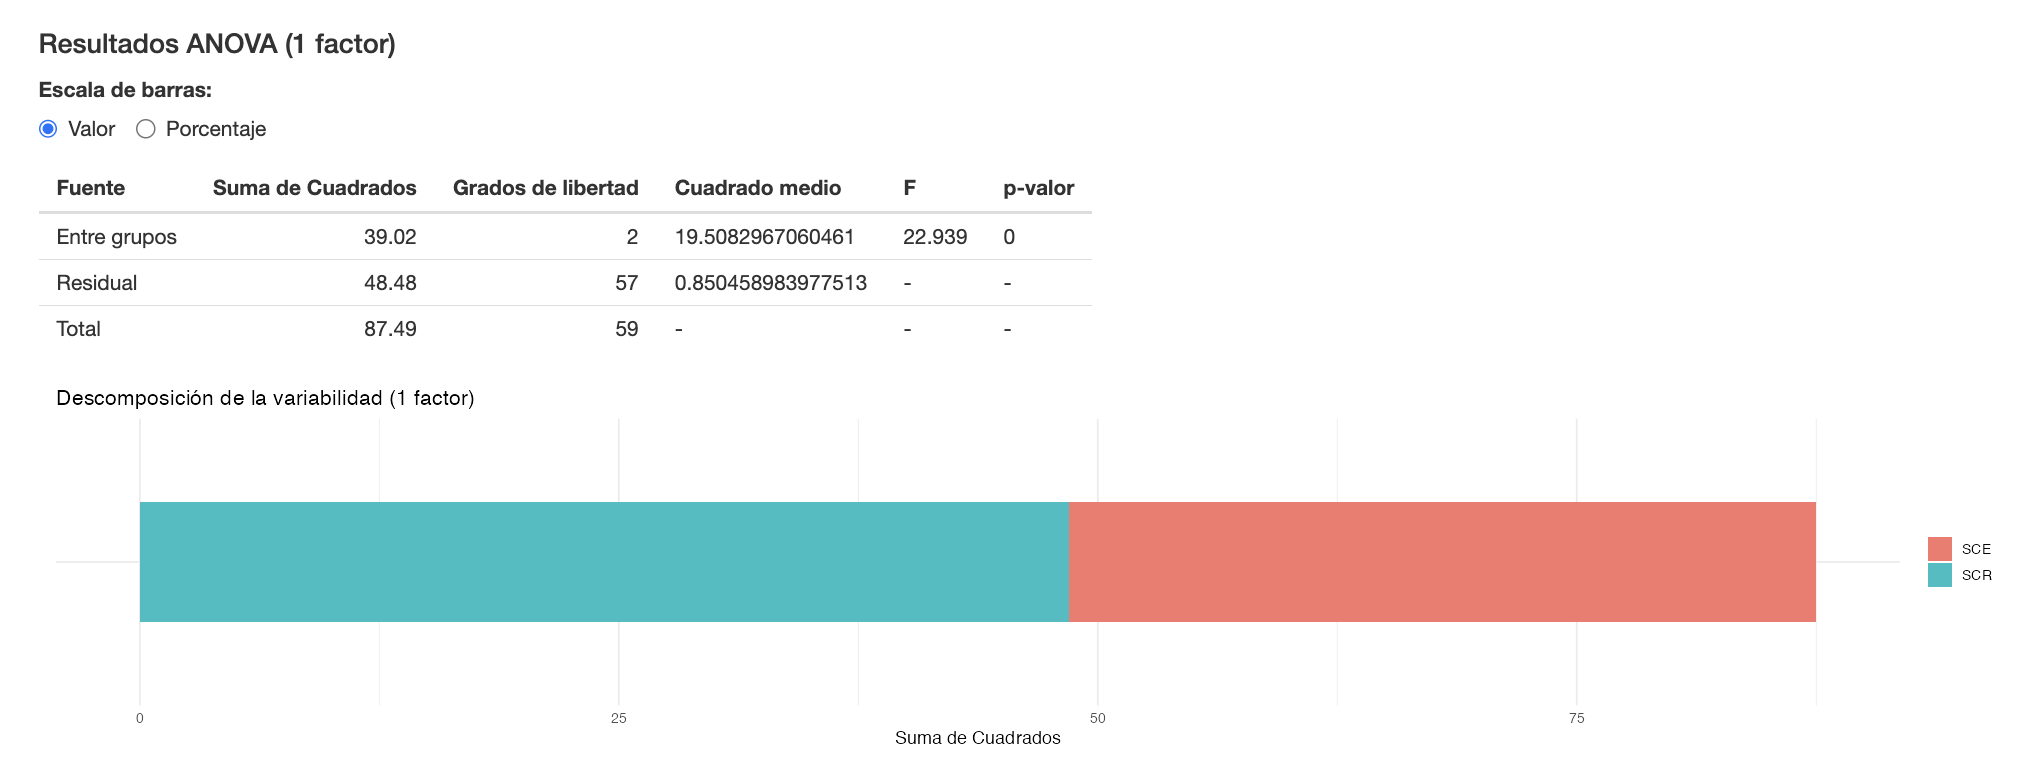 Resultados ANOVA (1 factor)
Escala de barras:
Valor Porcentaje
Fuente Suma de Cuadrados Grados de libertad Cuadrado medio F p-valor
Entre grupos 39.02 2 19.5082967060461 22.939 0
Residual 48.48 57 0.850458983977513 - -
Total 87.49 59 - - -
Descomposición de la variabilidad (1 factor)
SCE
SCR
0 25 50 75
Suma de Cuadrados